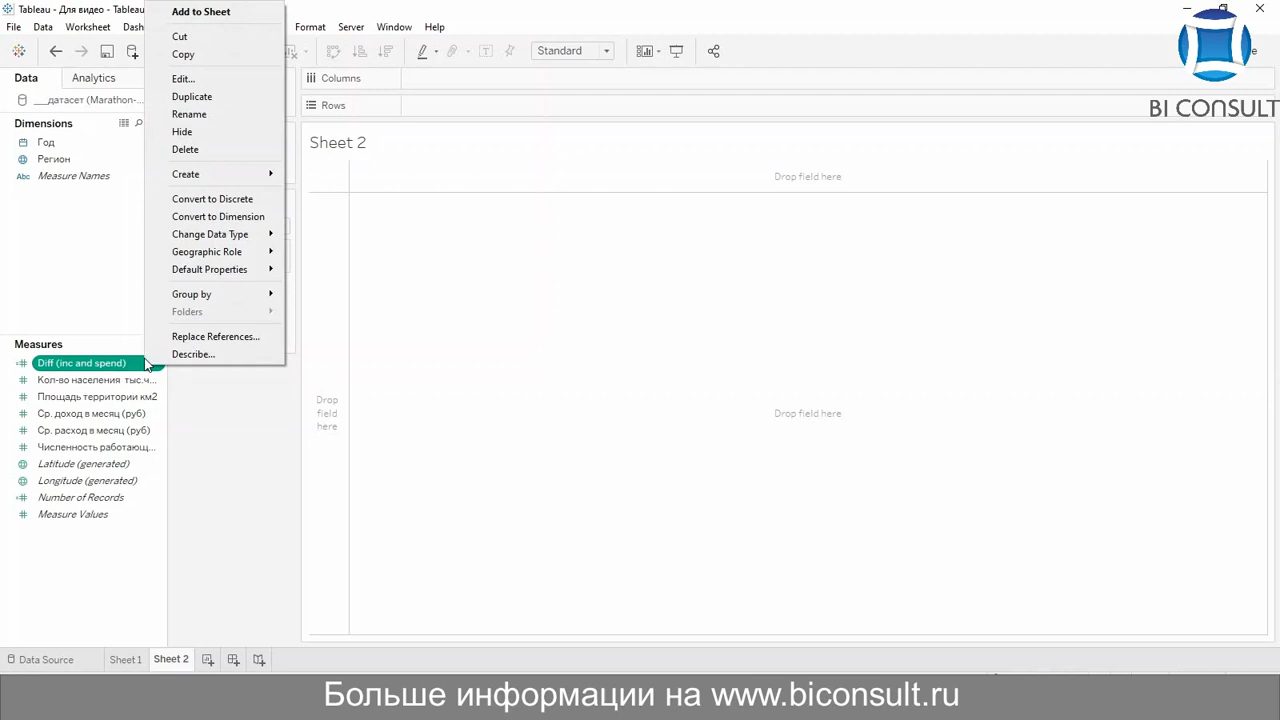 Tableau - Для видео - Tableau
File
Data
Worksheet
Format
Server
Window
Help
Add to Sheet
Cut
Copy
Edit...
Duplicate
Rename
Hide
Delete
Create
Convert to Discrete
Convert to Dimension
Change Data Type
Geographic Role
Default Properties
Group by
Folders
Replace References...
Describe...
Standard
Data
Analytics
___датасет (Marathon-...
Dimensions
Год
Регион
Abc Measure Names
Measures
Diff (inc and spend)
Кол-во населения тыс.ч...
Площадь территории км2
Ср. доход в месяц (руб)
Ср. расход в месяц (руб)
Численность работающ...
Latitude (generated)
Longitude (generated)
Number of Records
Measure Values
Columns
Rows
Sheet 2
Drop field here
Drop
field
here
Drop field here
BI CONSULT
Data Source
Sheet 1
Sheet 2
Больше информации на www.biconsult.ru